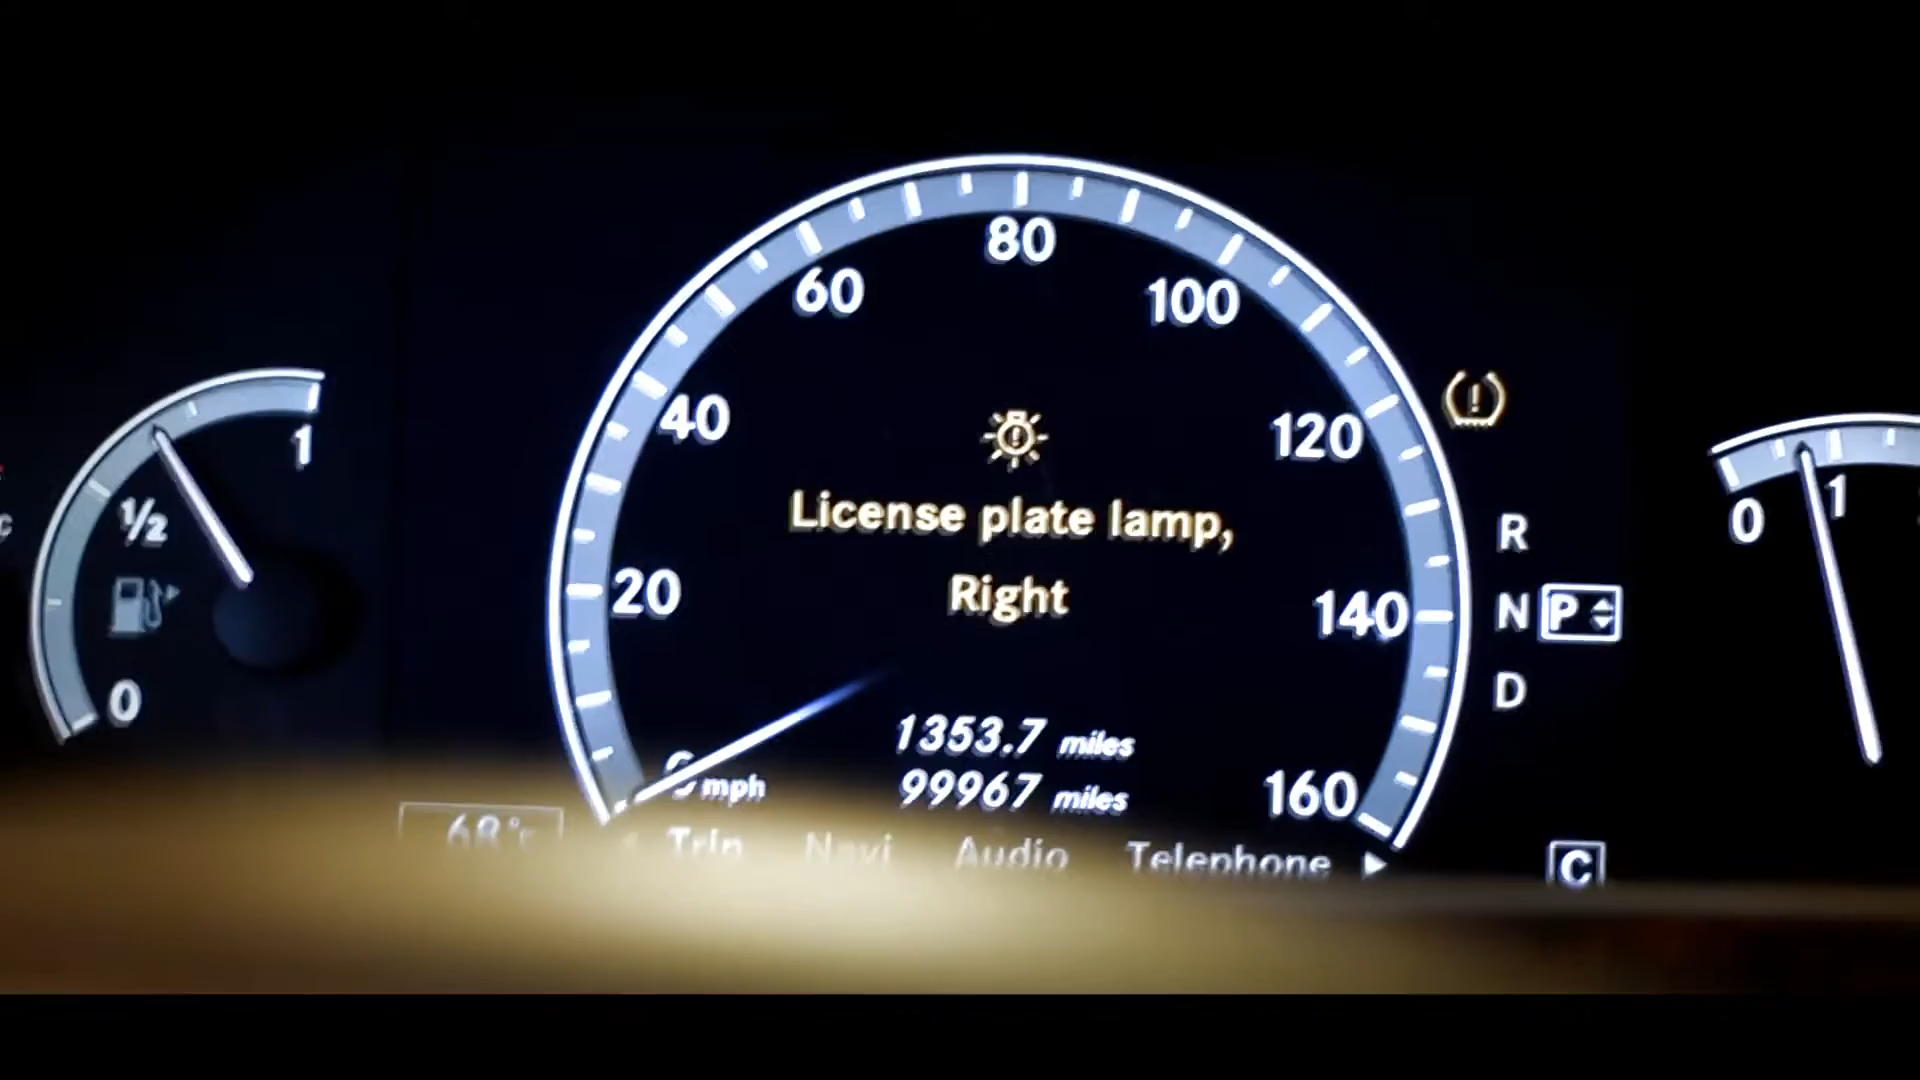 80
60
100
40
120
1
½
0
1
License plate lamp,
R
20
Right
140
N P
0
D
1353.7 miles
mph
99967 miles
160
Trip Navi Audio Telephone
C